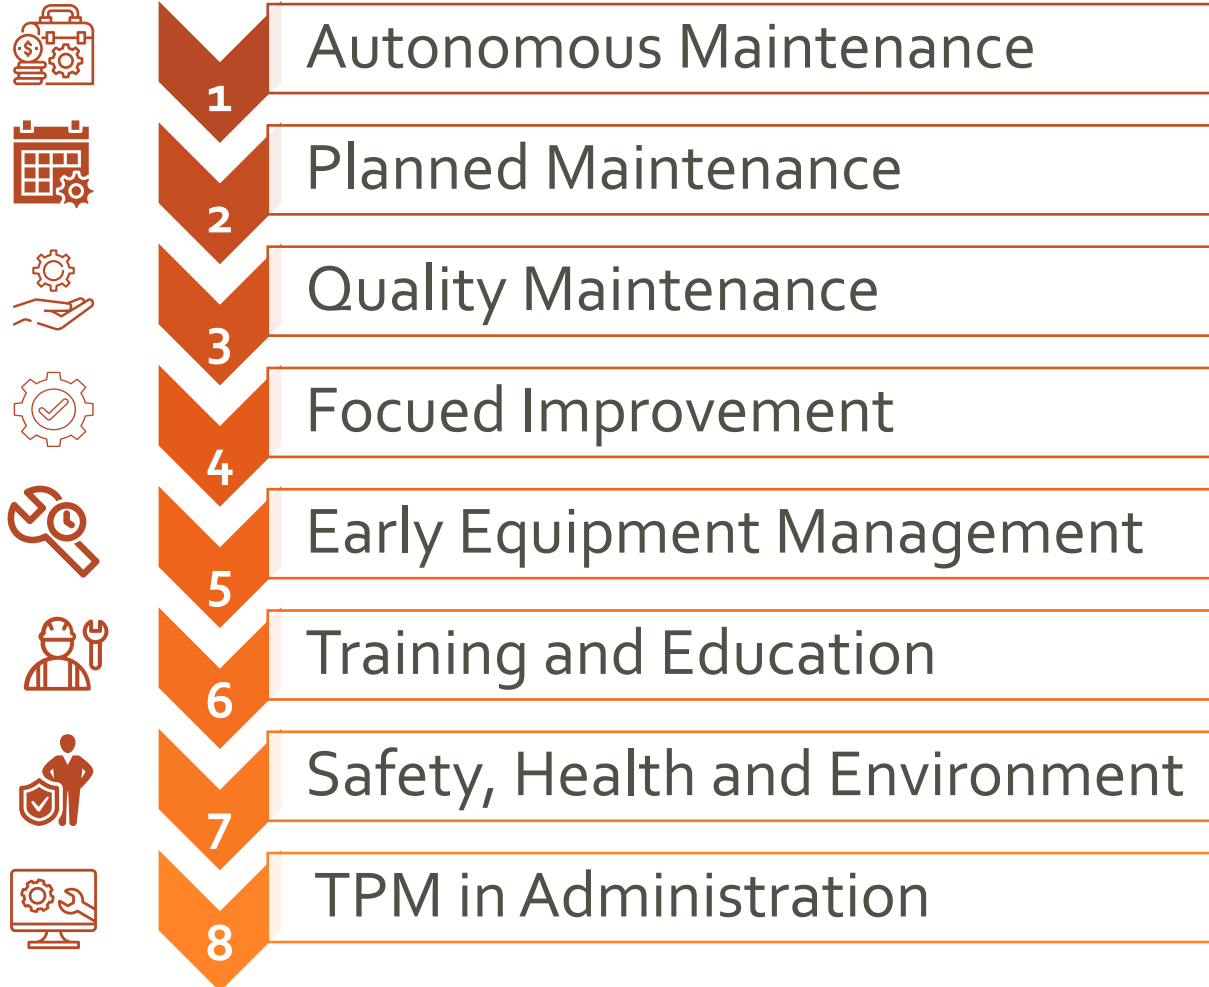 1 Autonomous Maintenance
2 Planned Maintenance
3 Quality Maintenance
4 Focued Improvement
5 Early Equipment Management
6 Training and Education
7 Safety, Health and Environment
8 TPM in Administration
$